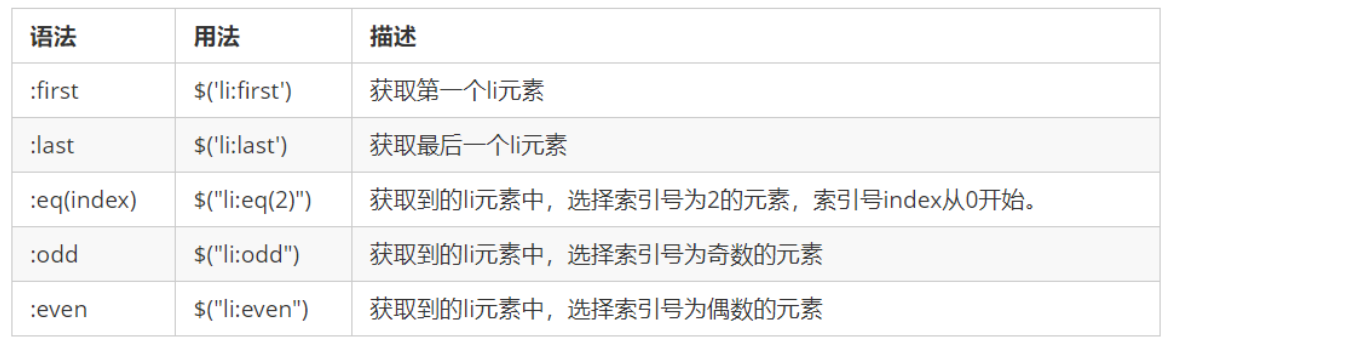 语法 用法 描述
:first $('li:first') 获取第一个li元素
:last $('li:last') 获取最后一个li元素
:eq(index) $("li:eq(2)") 获取到的li元素中，选择索引号为2的元素，索引号index从0开始。
:odd $("li:odd") 获取到的li元素中，选择索引号为奇数的元素
:even $("li:even") 获取到的li元素中，选择索引号为偶数的元素